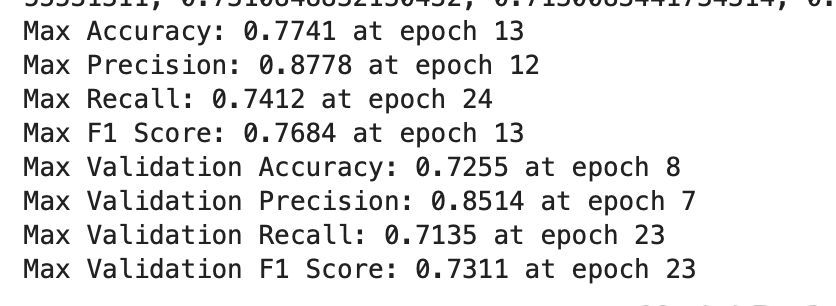 Max Accuracy: 0.7741 at epoch 13
Max Precision: 0.8778 at epoch 12
Max Recall: 0.7412 at epoch 24
Max F1 Score: 0.7684 at epoch 13
Max Validation Accuracy: 0.7255 at epoch 8
Max Validation Precision: 0.8514 at epoch 7
Max Validation Recall: 0.7135 at epoch 23
Max Validation F1 Score: 0.7311 at epoch 23